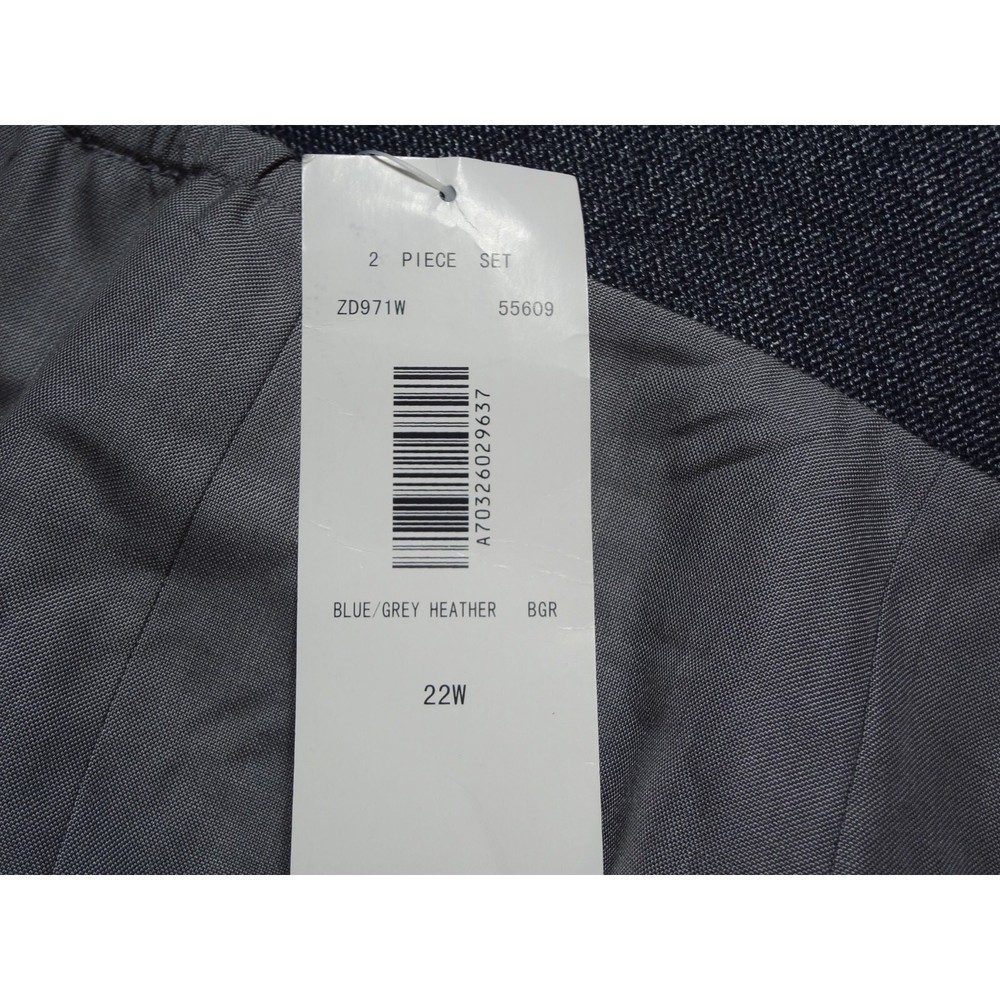 2 PIECE SET
ZD971W 55609
A70326029637
BLUE/GREY HEATHER BGR
22W